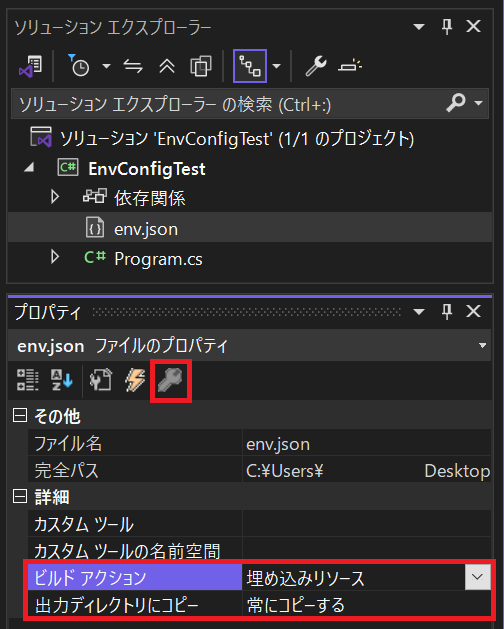 ソリューション エクスプローラー
ソリューション エクスプローラー の検索 (Ctrl+:)
ソリューション 'EnvConfigTest' (1/1 のプロジェクト)
C# EnvConfigTest
依存関係
env.json
C# Program.cs
プロパティ
env.json ファイルのプロパティ
その他
ファイル名 env.json
完全パス C:¥Users¥ Desktop
詳細
カスタム ツール
カスタム ツールの名前空間
ビルド アクション 埋め込みリソース
出力ディレクトリにコピー 常にコピーする